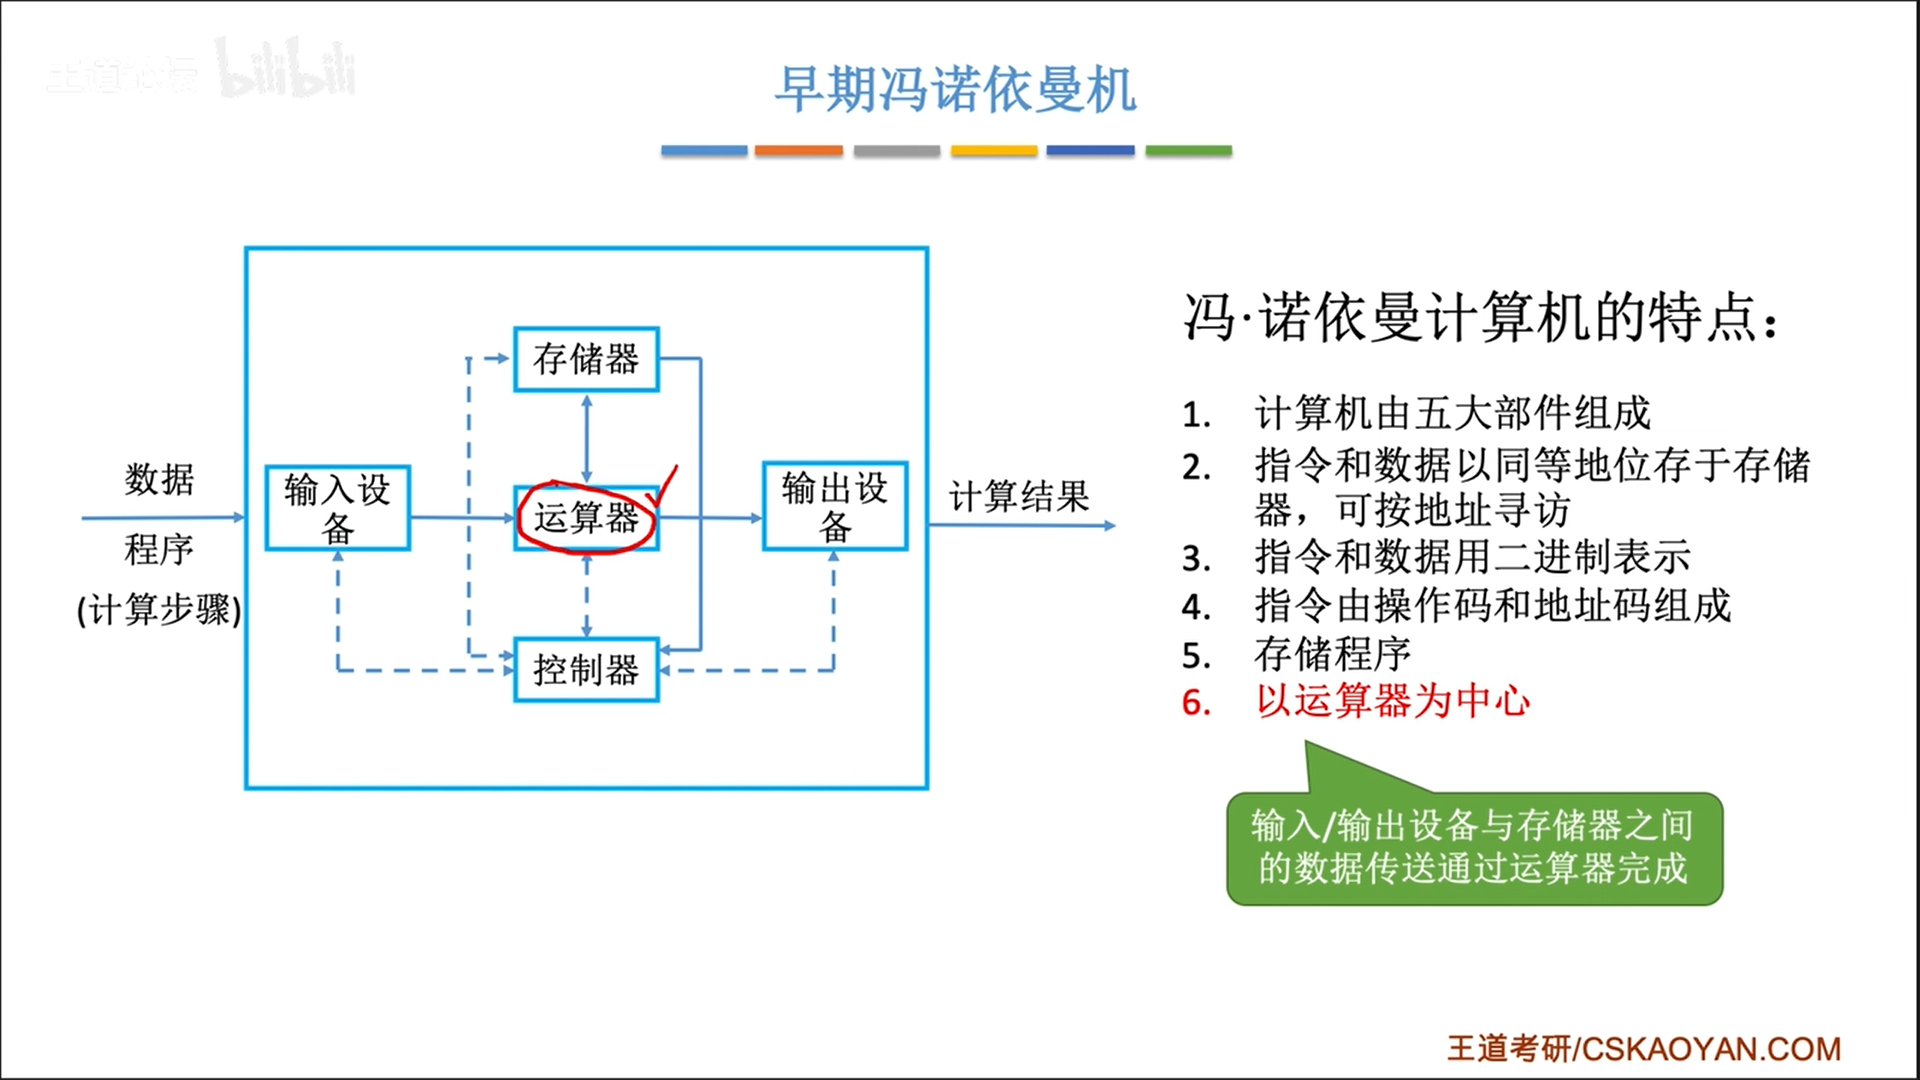 王道论坛 bilibili
早期冯诺依曼机
存储器
数据
输入设
备
运算器
输出设
备
计算结果
程序
(计算步骤)
控制器
冯·诺依曼计算机的特点：
1. 计算机由五大部件组成
2. 指令和数据以同等地位存于存储
器，可按地址寻访
3. 指令和数据用二进制表示
4. 指令由操作码和地址码组成
5. 存储程序
6. 以运算器为中心
输入/输出设备与存储器之间
的数据传送通过运算器完成
王道考研/CSKAOYAN.COM